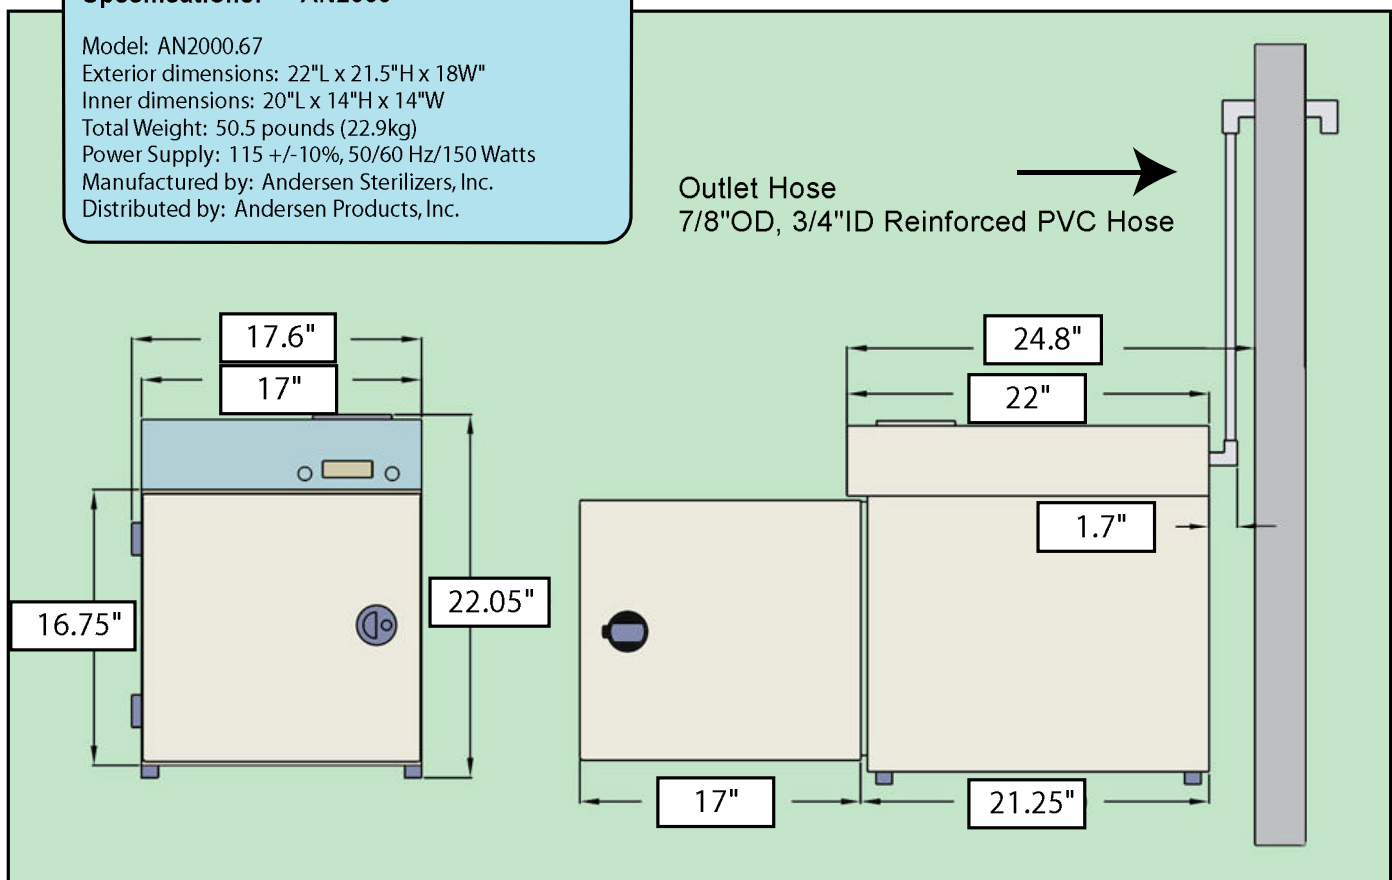 Specifications: AN2000
Model: AN2000.67
Exterior dimensions: 22"L x 21.5"H x 18W"
Inner dimensions: 20"L x 14"H x 14"W
Total Weight: 50.5 pounds (22.9kg)
Power Supply: 115 +/-10%, 50/60 Hz/150 Watts
Manufactured by: Andersen Sterilizers, Inc.
Distributed by: Andersen Products, Inc.
Outlet Hose
7/8"OD, 3/4"ID Reinforced PVC Hose
17.6"
17"
24.8"
22"
1.7"
22.05"
16.75"
17"
21.25"